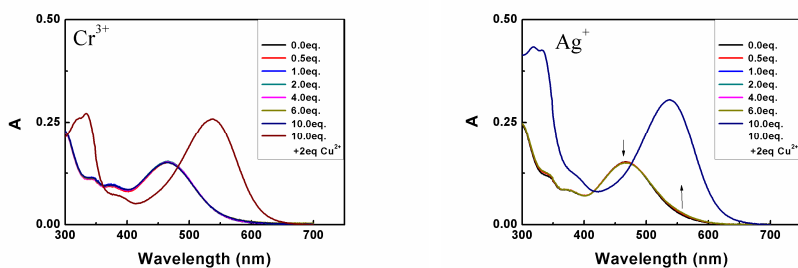 Cr3+
0.50
0.25
0.00
A
0.0eq.
0.5eq.
1.0eq.
2.0eq.
4.0eq.
6.0eq.
10.0eq.
10.0eq.
+2eq Cu2+
300 400 500 600 700
Wavelength (nm)
Ag+
0.50
0.25
0.00
A
0.0eq.
0.5eq.
1.0eq.
2.0eq.
4.0eq.
6.0eq.
10.0eq.
10.0eq.
+2eq Cu2+
300 400 500 600 700
Wavelength (nm)